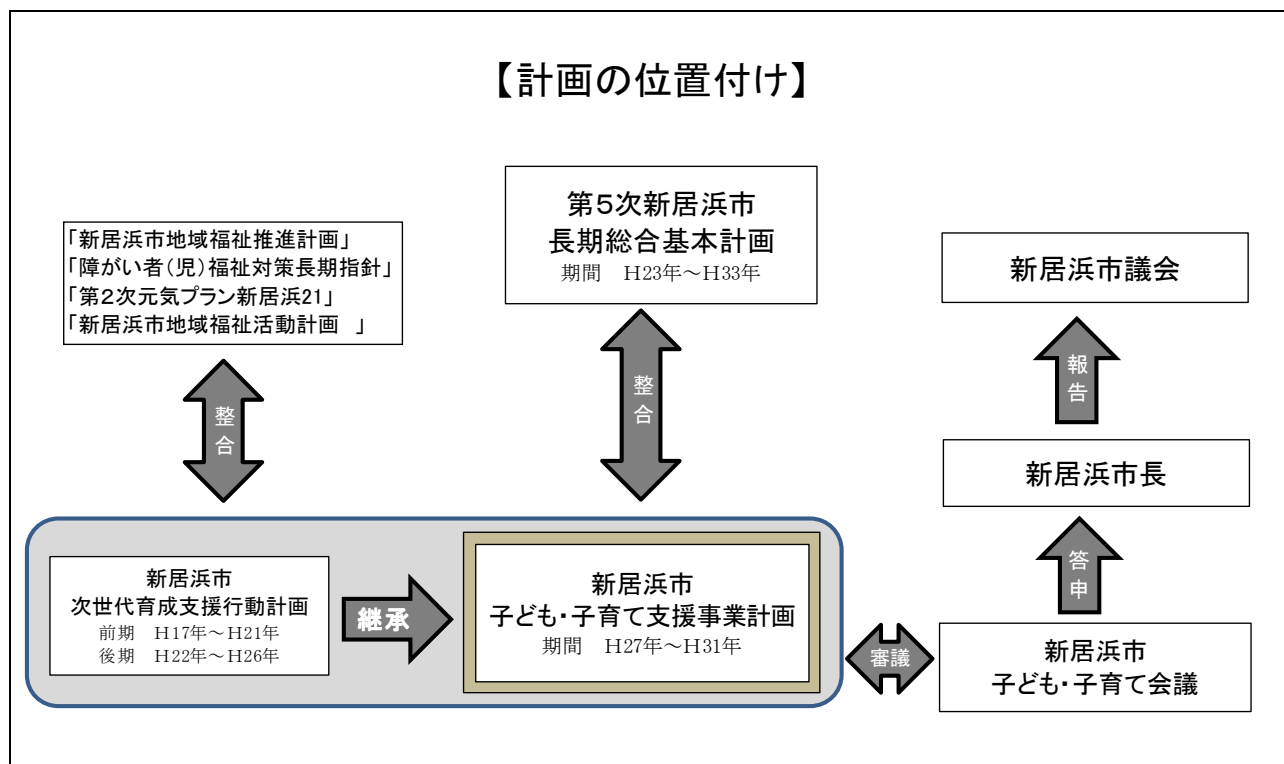 【計画の位置付け】
「新居浜市地域福祉推進計画」
「障がい者(児)福祉対策長期指針」
「第2次元気プラン新居浜21」
「新居浜市地域福祉活動計画　」
整合
第5次新居浜市
長期総合基本計画
期間　H23年～H33年
整合
新居浜市議会
報告
新居浜市長
答申
新居浜市
次世代育成支援行動計画
前期　H17年～H21年
後期　H22年～H26年
継承
新居浜市
子ども・子育て支援事業計画
期間　H27年～H31年
審議
新居浜市
子ども・子育て会議